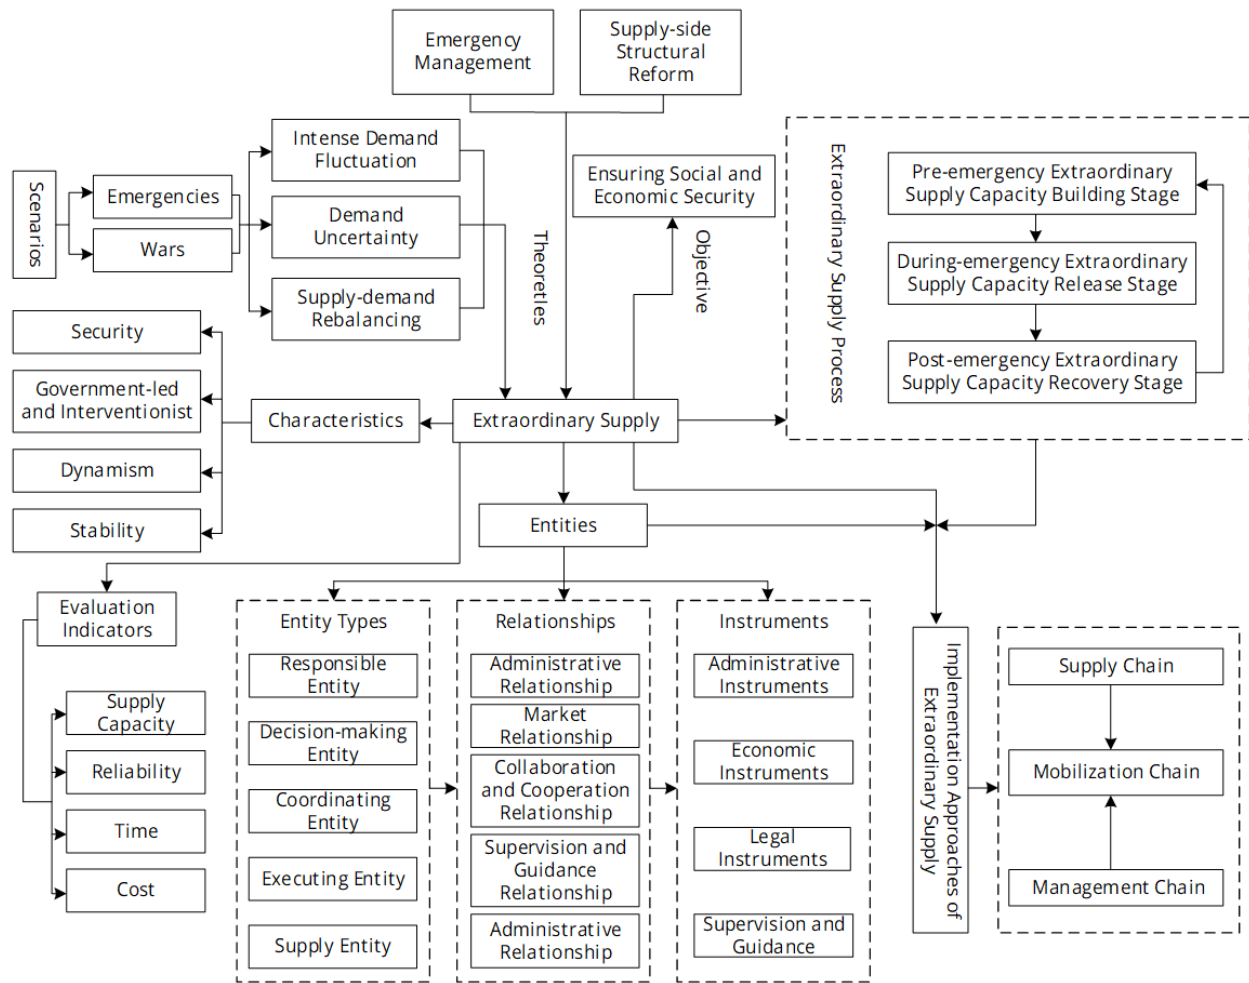 Emergency
Management
Supply-side
Structural
Reform
Scenarios
Emergencies
Wars
Intense Demand
Fluctuation
Demand
Uncertainty
Supply-demand
Rebalancing
Theoretles
Ensuring Social and
Economic Security
Objective
Extraordinary Supply Process
Pre-emergency Extraordinary
Supply Capacity Building Stage
During-emergency Extraordinary
Supply Capacity Release Stage
Post-emergency Extraordinary
Supply Capacity Recovery Stage
Security
Government-led
and Interventionist
Dynamism
Stability
Characteristics
Extraordinary Supply
Entities
Evaluation
Indicators
Supply
Capacity
Reliability
Time
Cost
Entity Types
Responsible
Entity
Decision-making
Entity
Coordinating
Entity
Executing Entity
Supply Entity
Relationships
Administrative
Relationship
Market
Relationship
Collaboration
and Cooperation
Relationship
Supervision and
Guidance
Relationship
Administrative
Relationship
Instruments
Administrative
Instruments
Economic
Instruments
Legal
Instruments
Supervision and
Guidance
Implementation Approaches of
Extraordinary Supply
Supply Chain
Mobilization Chain
Management Chain